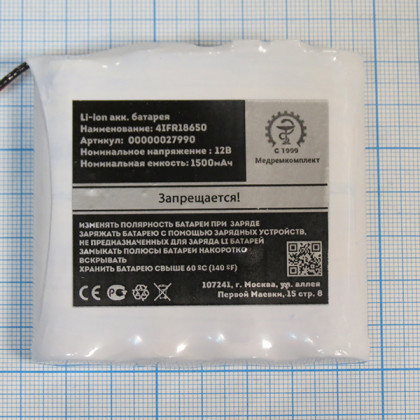 Li-ion акк. батарея
Наименование: 4IFR18650
Артикул: 00000027990
Номинальное напряжение : 12В
Номинальная емкость: 1500мАч
С 1999
Медремкомплект
Запрещается!
ИЗМЕНЯТЬ ПОЛЯРНОСТЬ БАТАРЕИ ПРИ ЗАРЯДЕ
ЗАРЯЖАТЬ БАТАРЕЮ С ПОМОЩЬЮ ЗАРЯДНЫХ УСТРОЙСТВ,
НЕ ПРЕДНАЗНАЧЕННЫХ ДЛЯ ЗАРЯДА LI БАТАРЕЙ
ЗАМЫКАТЬ ПОЛЮСЫ БАТАРЕИ НАКОРОТКО
ВСКРЫВАТЬ
ХРАНИТЬ БАТАРЕЮ СВЫШЕ 60 ºC (140 ºF)
107241, г. Москва, ул. аллея
Первой Маевки, 15 стр. 8